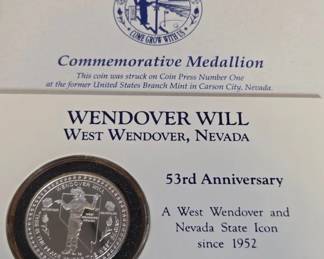 COME GROW WITH US
Commemorative Medallion
This coin was struck on Coin Press Number One
at the former United States Branch Mint in Carson City, Nevada.
WENDOVER WILL
WEST WENDOVER, NEVADA
53rd Anniversary
A West Wendover and
Nevada State Icon
since 1952
WENDOVER WILL